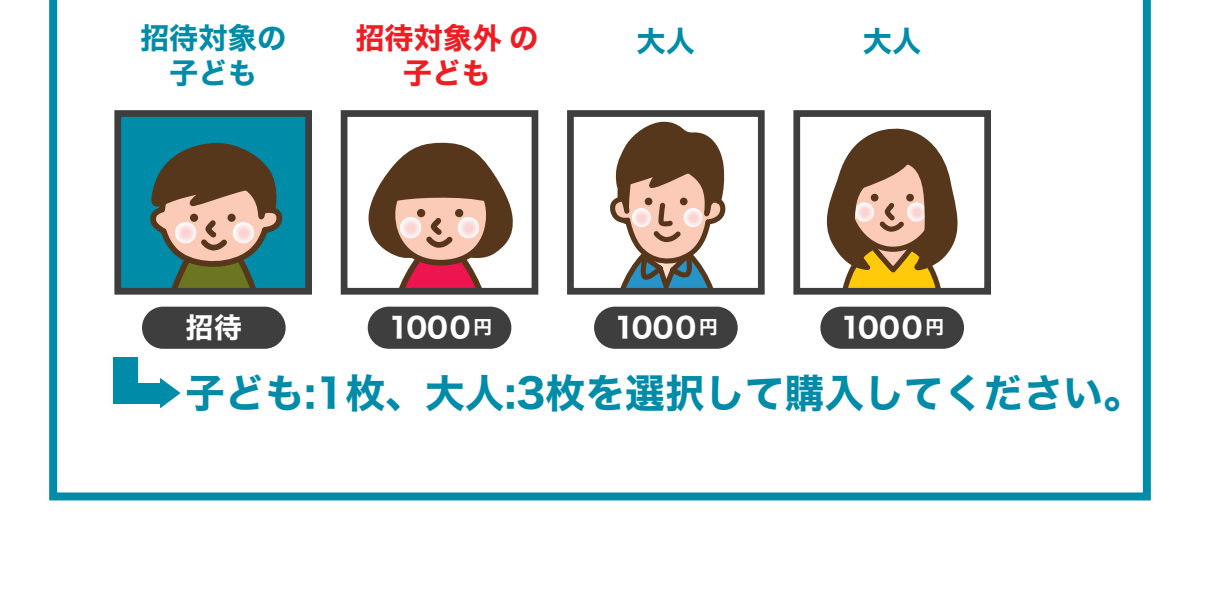 招待対象の
子ども
招待対象外 の
子ども
大人
大人
招待
1000円
1000円
1000円
子ども:1枚、大人:3枚を選択して購入してください。